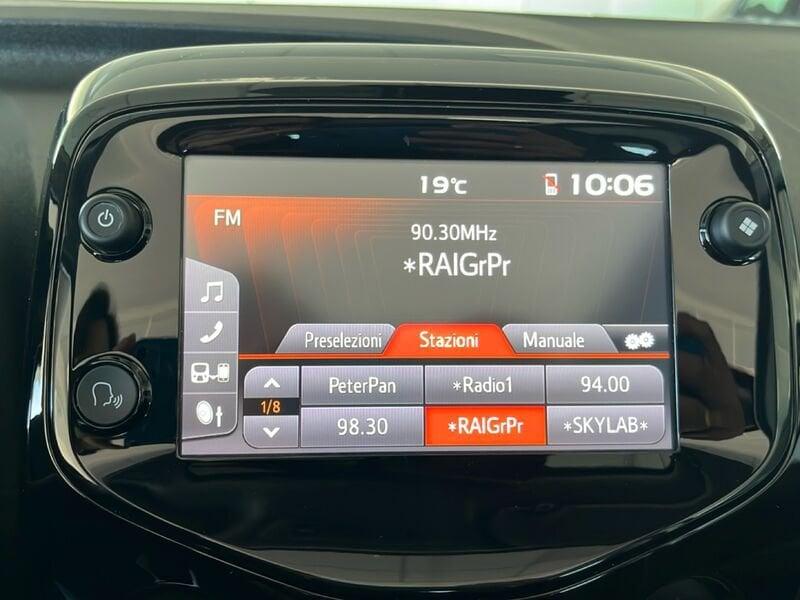 19°C 10:06
FM
90.30MHz
*RAIGrPr
Preselezioni Stazioni Manuale
PeterPan *Radio1 94.00
1/8
98.30 *RAIGrPr *SKYLAB*